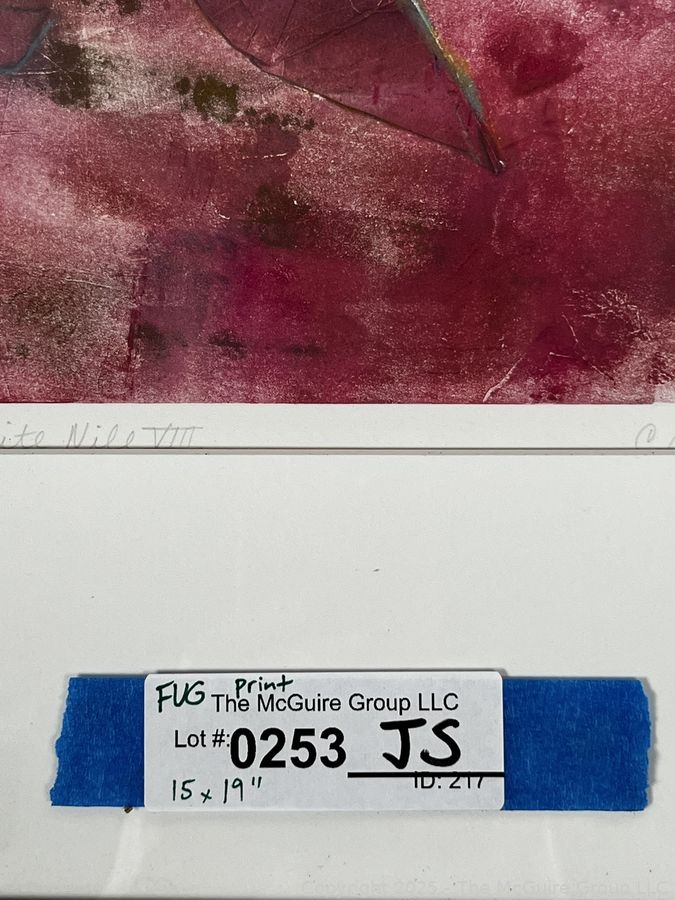 ite Nile VIII
C
FUG Print
The McGuire Group LLC
Lot #: 0253 JS
ID: 217
15 x 19"
Copyright 2025 - The McGuire Group LLC